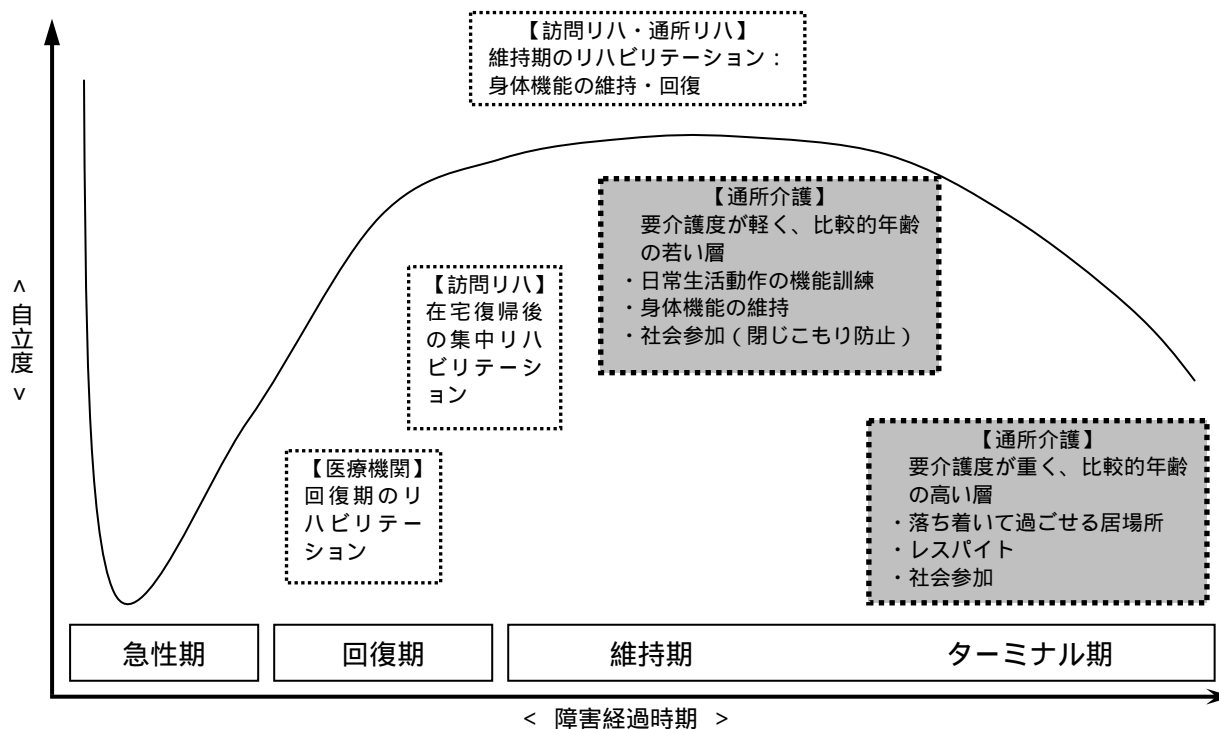 【訪問リハ・通所リハ】
維持期のリハビリテーション：
身体機能の維持・回復
【通所介護】
要介護度が軽く、比較的年齢
の若い層
・日常生活動作の機能訓練
・身体機能の維持
・社会参加（閉じこもり防止）
【訪問リハ】
在宅復帰後
の集中リハ
ビリテーシ
ョン
＜自立度＞
【通所介護】
要介護度が重く、比較的年齢
の高い層
・落ち着いて過ごせる居場所
・レスパイト
・社会参加
【医療機関】
回復期のリ
ハビリテー
ション
急性期
回復期
維持期
ターミナル期
＜ 障害経過時期 ＞